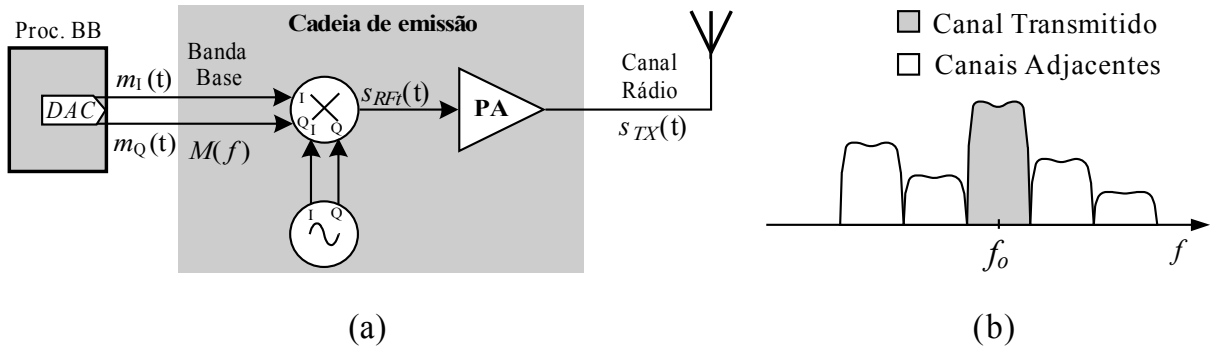 Proc. BB
DAC
m_I(t)
m_Q(t)
Cadeia de emissão
Banda
Base
M(f)
I
Q
I
Q
I
Q
s_RFt(t)
PA
Canal
Rádio
s_TX(t)
(a)
Canal Transmitido
Canais Adjacentes
f_o
f
(b)